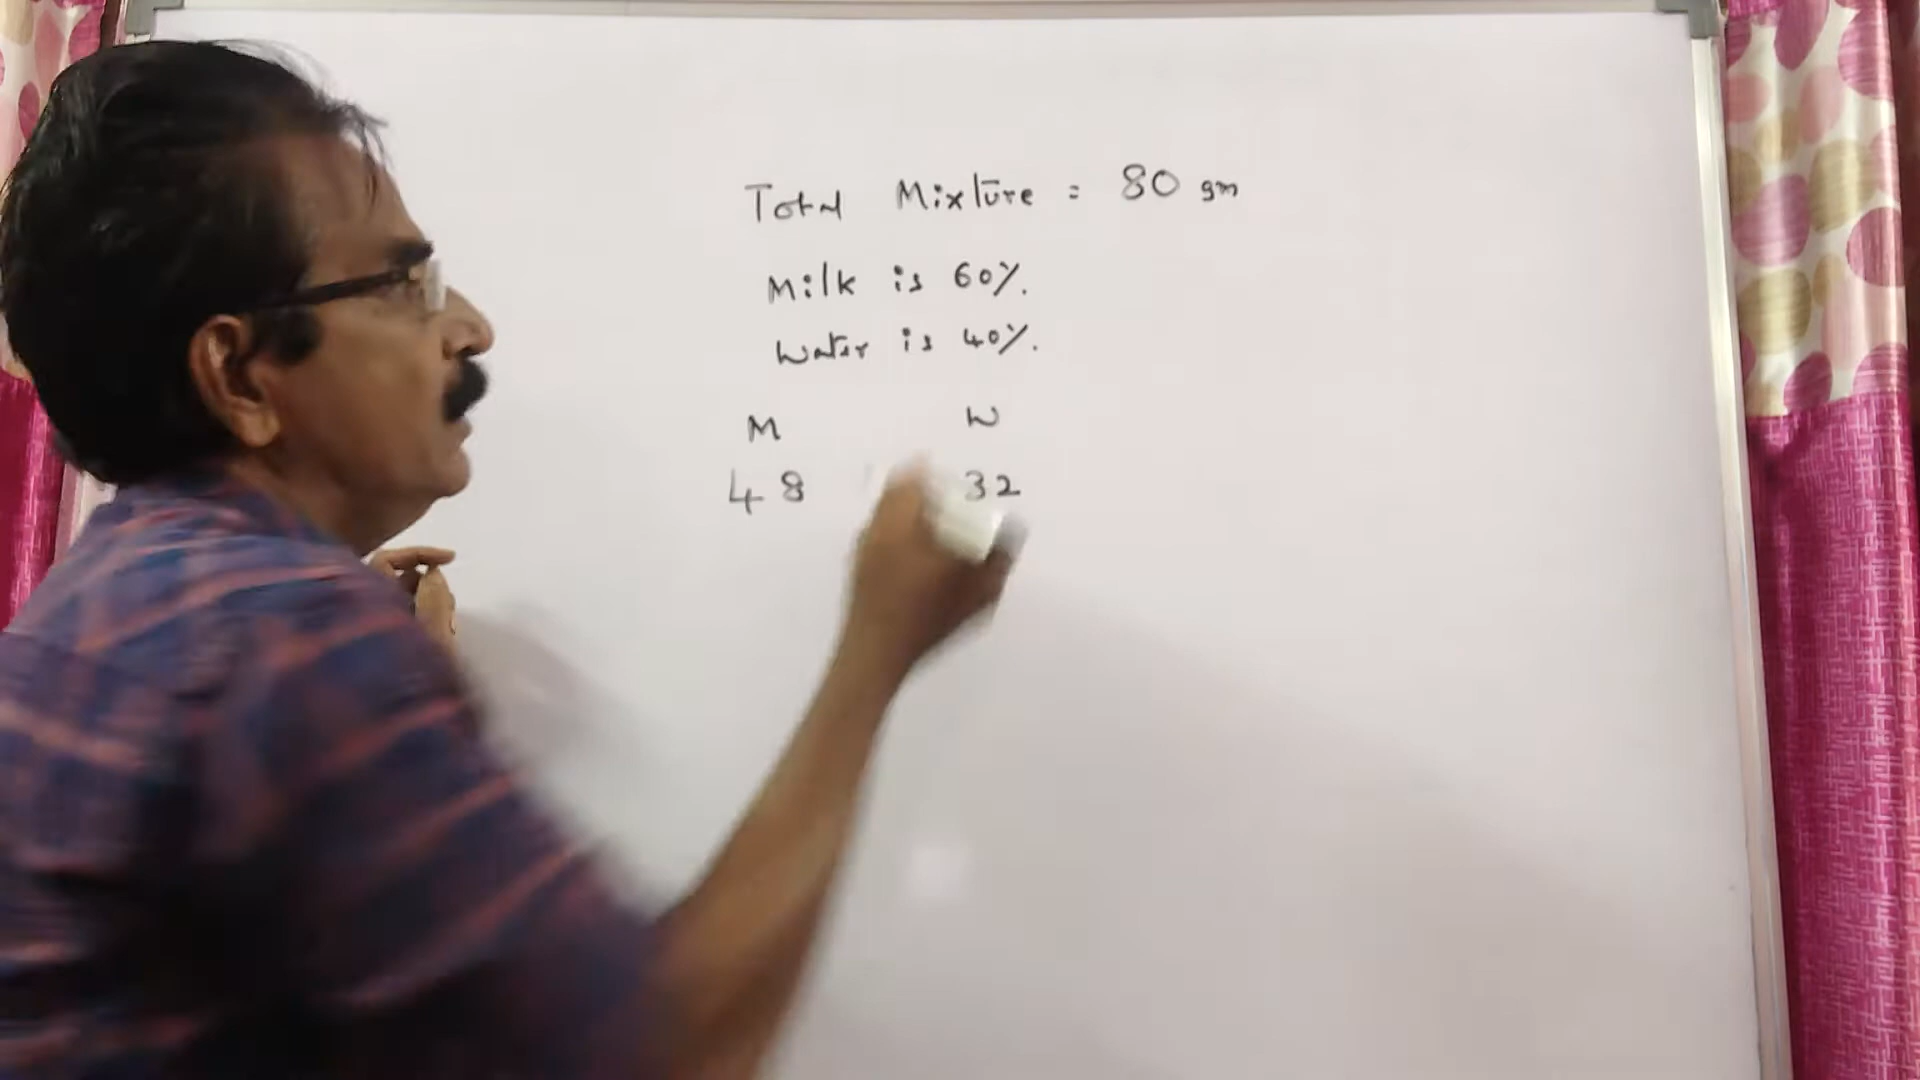 Total Mixture = 80 gm
Milk is 60%.
Water is 40%.
M W
48 32